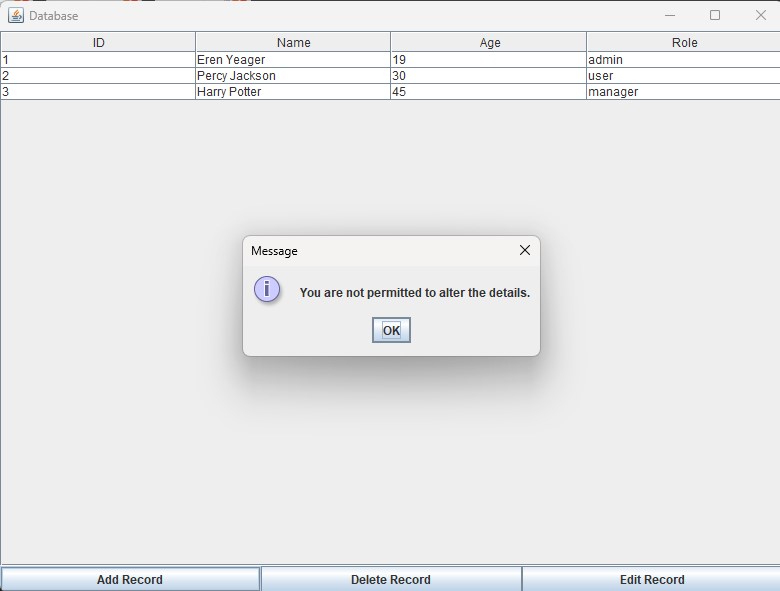 Database
ID Name Age Role
1 Eren Yeager 19 admin
2 Percy Jackson 30 user
3 Harry Potter 45 manager
Message
You are not permitted to alter the details.
OK
Add Record Delete Record Edit Record